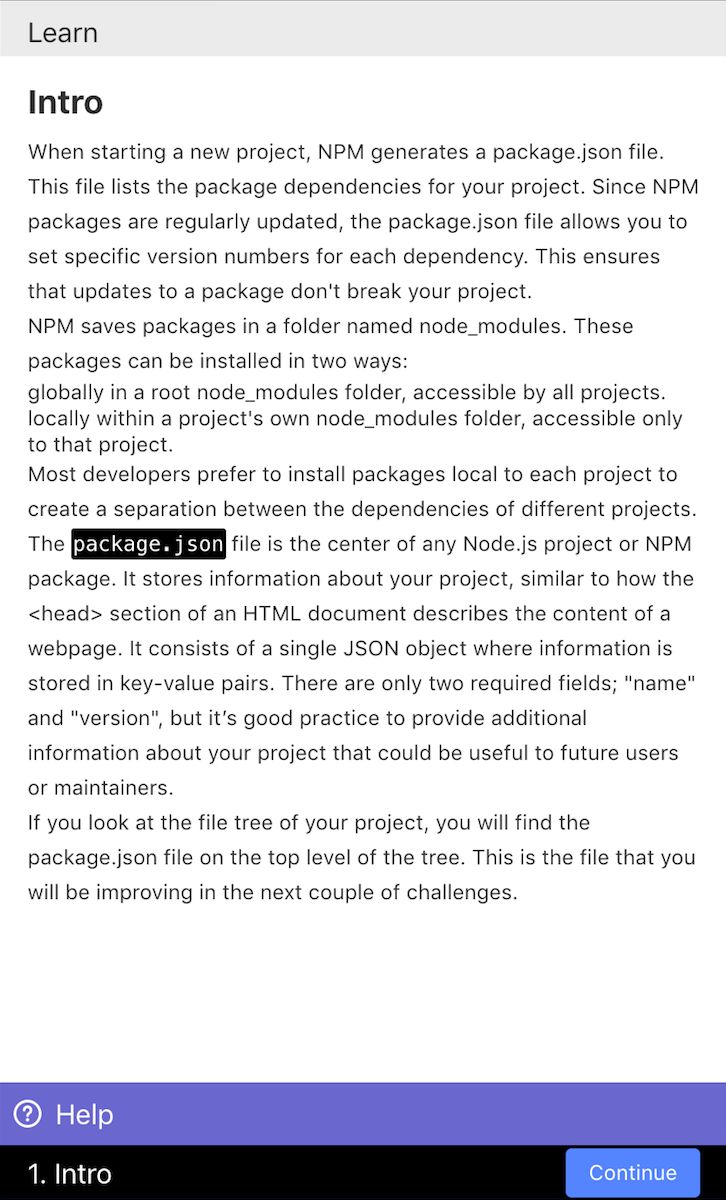 Learn
Intro
When starting a new project, NPM generates a package.json file.
This file lists the package dependencies for your project. Since NPM
packages are regularly updated, the package.json file allows you to
set specific version numbers for each dependency. This ensures
that updates to a package don't break your project.
NPM saves packages in a folder named node_modules. These
packages can be installed in two ways:
globally in a root node_modules folder, accessible by all projects.
locally within a project's own node_modules folder, accessible only
to that project.
Most developers prefer to install packages local to each project to
create a separation between the dependencies of different projects.
The package.json file is the center of any Node.js project or NPM
package. It stores information about your project, similar to how the
<head> section of an HTML document describes the content of a
webpage. It consists of a single JSON object where information is
stored in key-value pairs. There are only two required fields; "name"
and "version", but it’s good practice to provide additional
information about your project that could be useful to future users
or maintainers.
If you look at the file tree of your project, you will find the
package.json file on the top level of the tree. This is the file that you
will be improving in the next couple of challenges.
Help
1. Intro
Continue